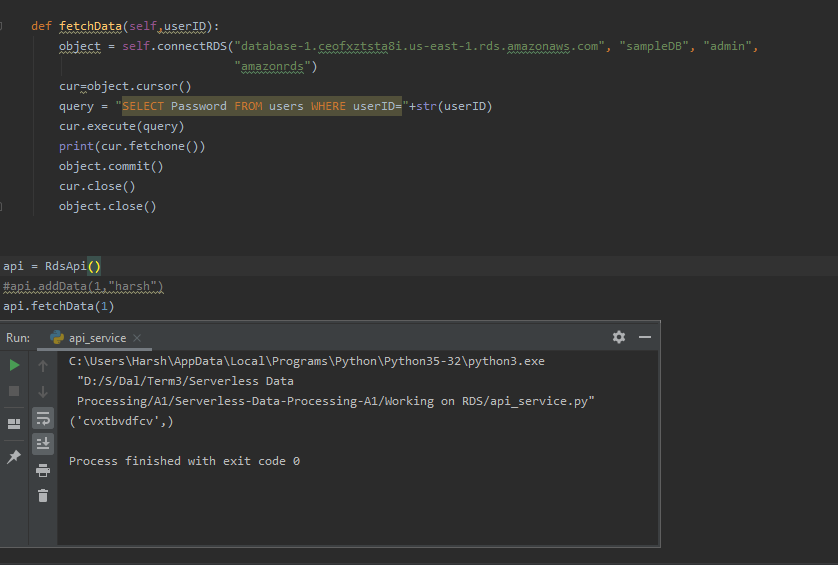 def fetchData(self,userID):
object = self.connectRDS("database-1.ceofxztsta8i.us-east-1.rds.amazonaws.com", "sampleDB", "admin",
"amazonrds")
cur=object.cursor()
query = "SELECT Password FROM users WHERE userID="+str(userID)
cur.execute(query)
print(cur.fetchone())
object.commit()
cur.close()
object.close()
api = RdsApi()
#api.addData(1,"harsh")
api.fetchData(1)
Run: api_service
C:\Users\Harsh\AppData\Local\Programs\Python\Python35-32\python3.exe
"D:/S/Dal/Term3/Serverless Data
Processing/A1/Serverless-Data-Processing-A1/Working on RDS/api_service.py"
('cvxtbvdfcv',)
Process finished with exit code 0